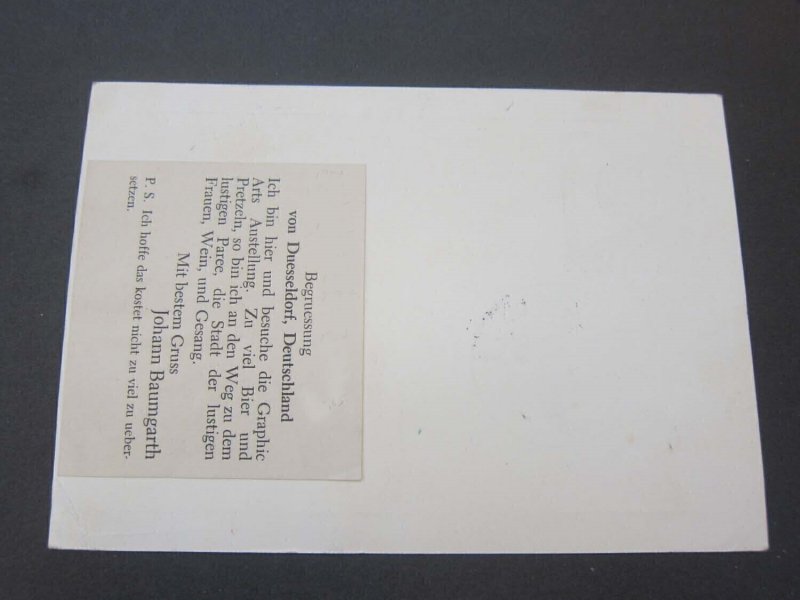 Begruessung
von Duesseldorf, Deutschland
Ich bin hier und besuche die Graphic
Arts Austellung. Zu viel Bier und
Pretzeln, so bin ich an den Weg zu dem
lustigen Paree, die Stadt der lustigen
Frauen, Wein, und Gesang.
Mit bestem Gruss
Johann Baumgarth
P. S. Ich hoffe das kostet nicht zu viel zu ueber-
setzen.